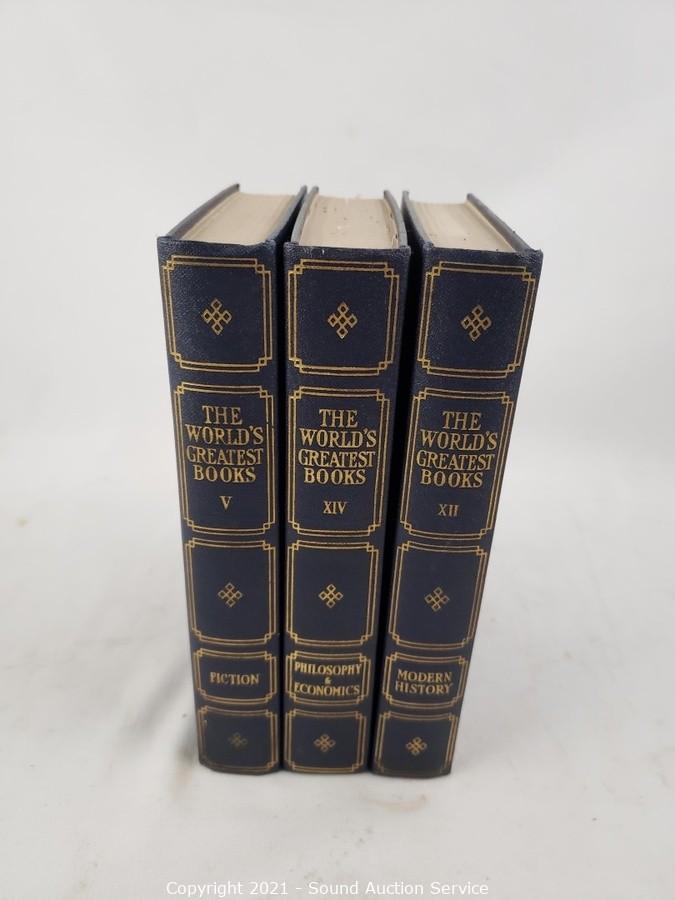 THE
WORLD'S
GREATEST
BOOKS
V
FICTION
THE
WORLD'S
GREATEST
BOOKS
XIV
PHILOSOPHY
&
ECONOMICS
THE
WORLD'S
GREATEST
BOOKS
XII
MODERN
HISTORY
Copyright 2021 - Sound Auction Service